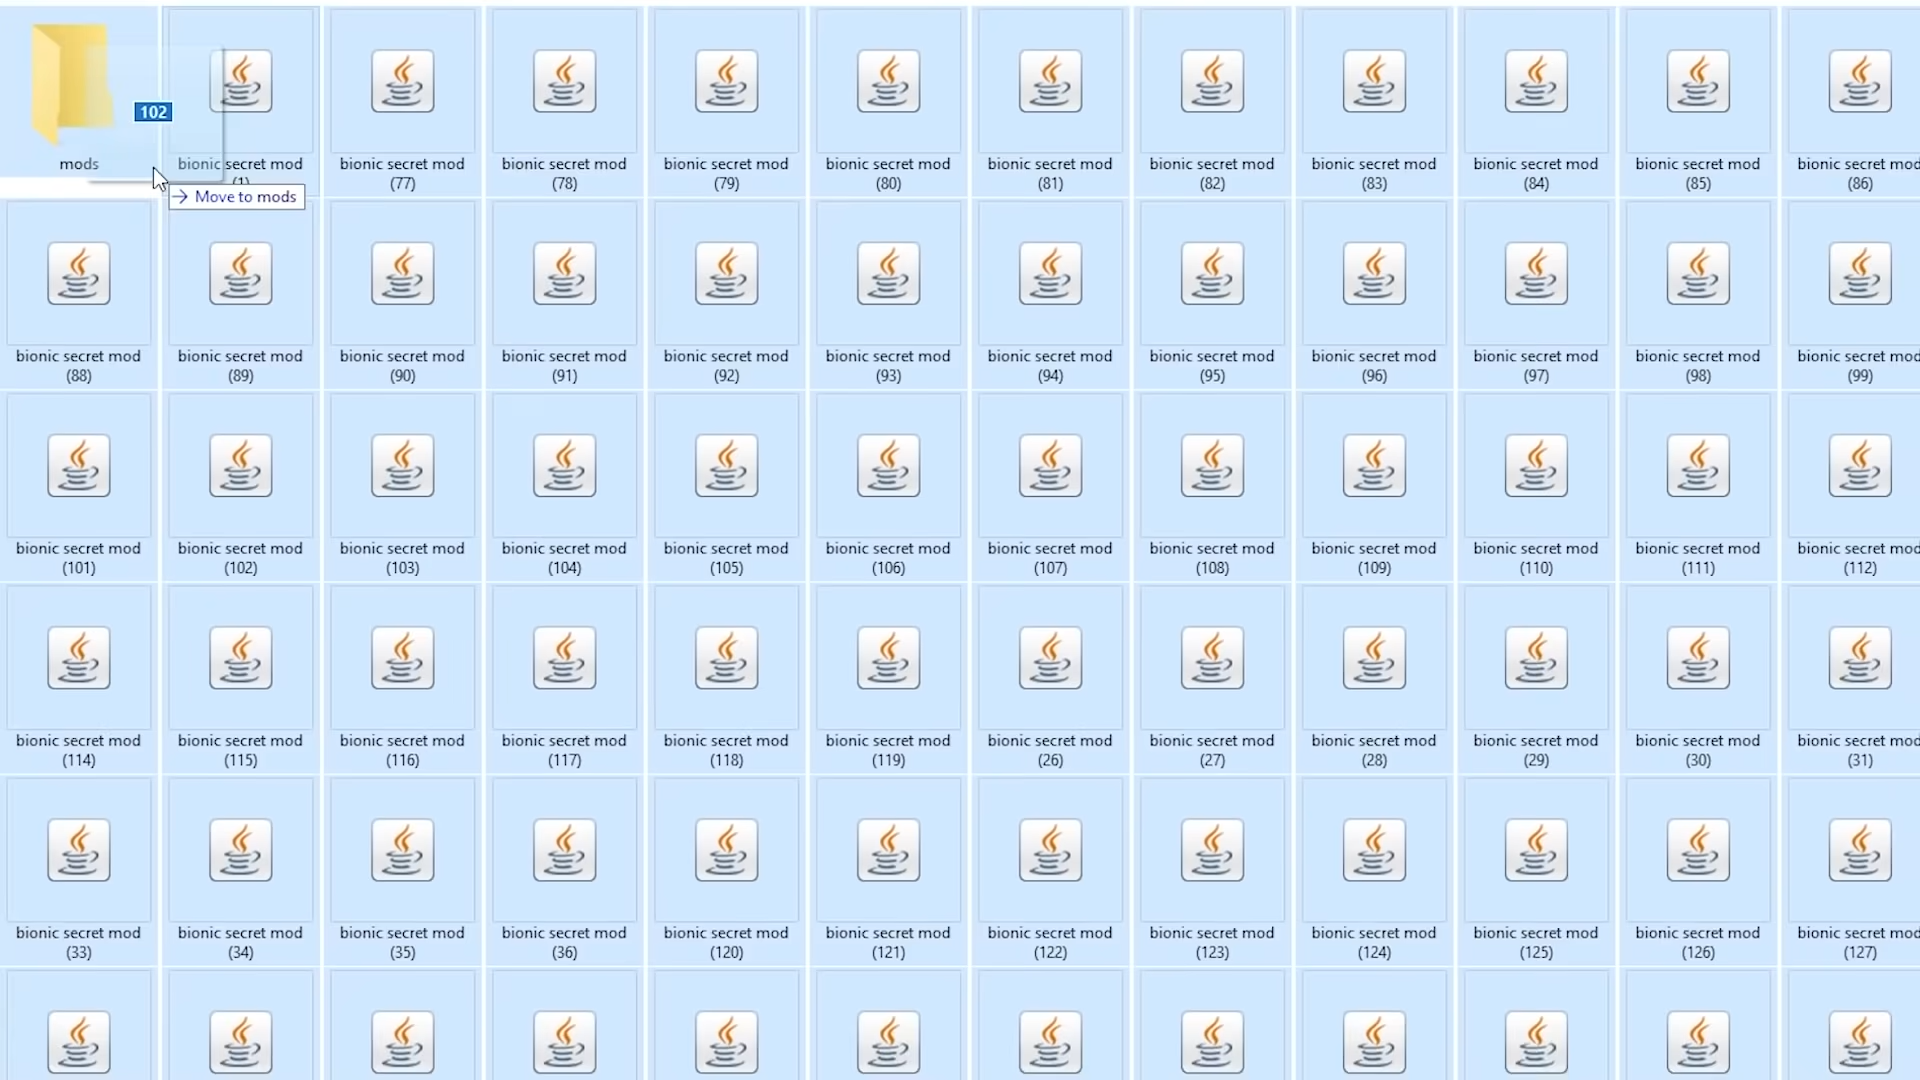 102
mods
Move to mods
bionic secret mod
(1)
bionic secret mod
(77)
bionic secret mod
(78)
bionic secret mod
(79)
bionic secret mod
(80)
bionic secret mod
(81)
bionic secret mod
(82)
bionic secret mod
(83)
bionic secret mod
(84)
bionic secret mod
(85)
bionic secret mod
(86)
bionic secret mod
(88)
bionic secret mod
(89)
bionic secret mod
(90)
bionic secret mod
(91)
bionic secret mod
(92)
bionic secret mod
(93)
bionic secret mod
(94)
bionic secret mod
(95)
bionic secret mod
(96)
bionic secret mod
(97)
bionic secret mod
(98)
bionic secret mod
(99)
bionic secret mod
(101)
bionic secret mod
(102)
bionic secret mod
(103)
bionic secret mod
(104)
bionic secret mod
(105)
bionic secret mod
(106)
bionic secret mod
(107)
bionic secret mod
(108)
bionic secret mod
(109)
bionic secret mod
(110)
bionic secret mod
(111)
bionic secret mod
(112)
bionic secret mod
(114)
bionic secret mod
(115)
bionic secret mod
(116)
bionic secret mod
(117)
bionic secret mod
(118)
bionic secret mod
(119)
bionic secret mod
(26)
bionic secret mod
(27)
bionic secret mod
(28)
bionic secret mod
(29)
bionic secret mod
(30)
bionic secret mod
(31)
bionic secret mod
(33)
bionic secret mod
(34)
bionic secret mod
(35)
bionic secret mod
(36)
bionic secret mod
(120)
bionic secret mod
(121)
bionic secret mod
(122)
bionic secret mod
(123)
bionic secret mod
(124)
bionic secret mod
(125)
bionic secret mod
(126)
bionic secret mod
(127)